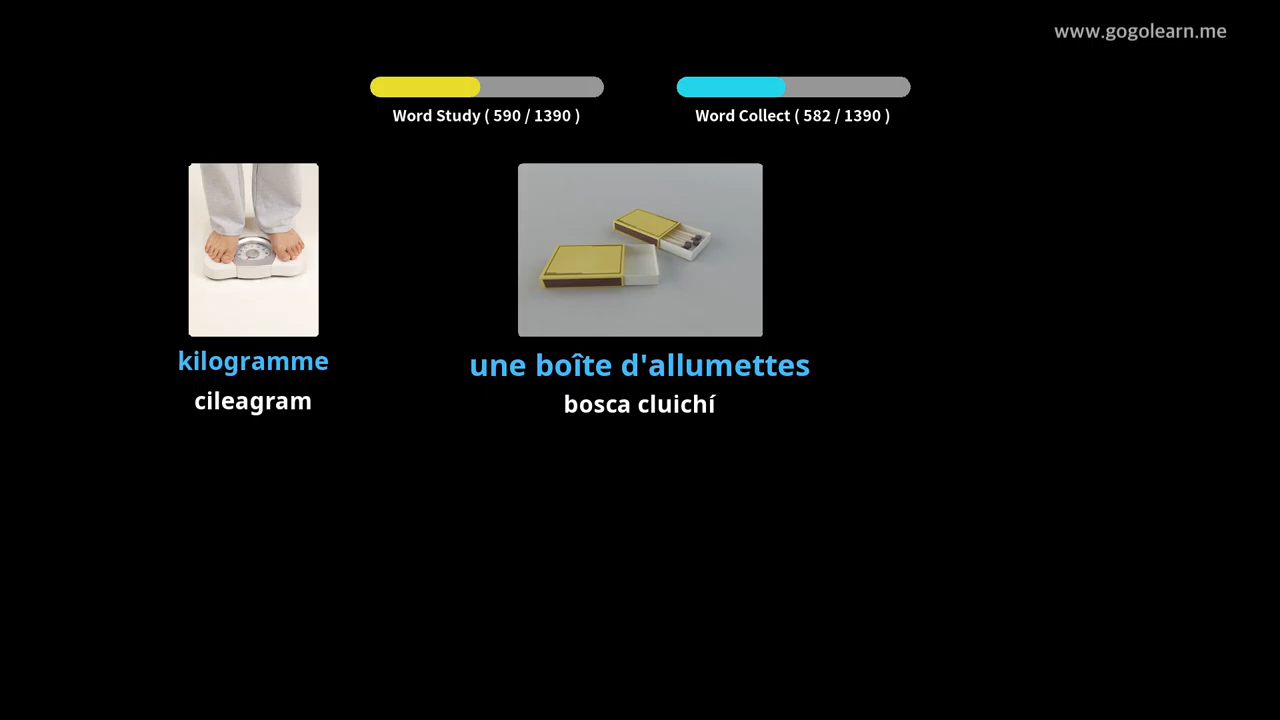 www.gogolearn.me
Word Study ( 590 / 1390 )
Word Collect ( 582 / 1390 )
kilogramme
cileagram
une boîte d'allumettes
bosca cluichí